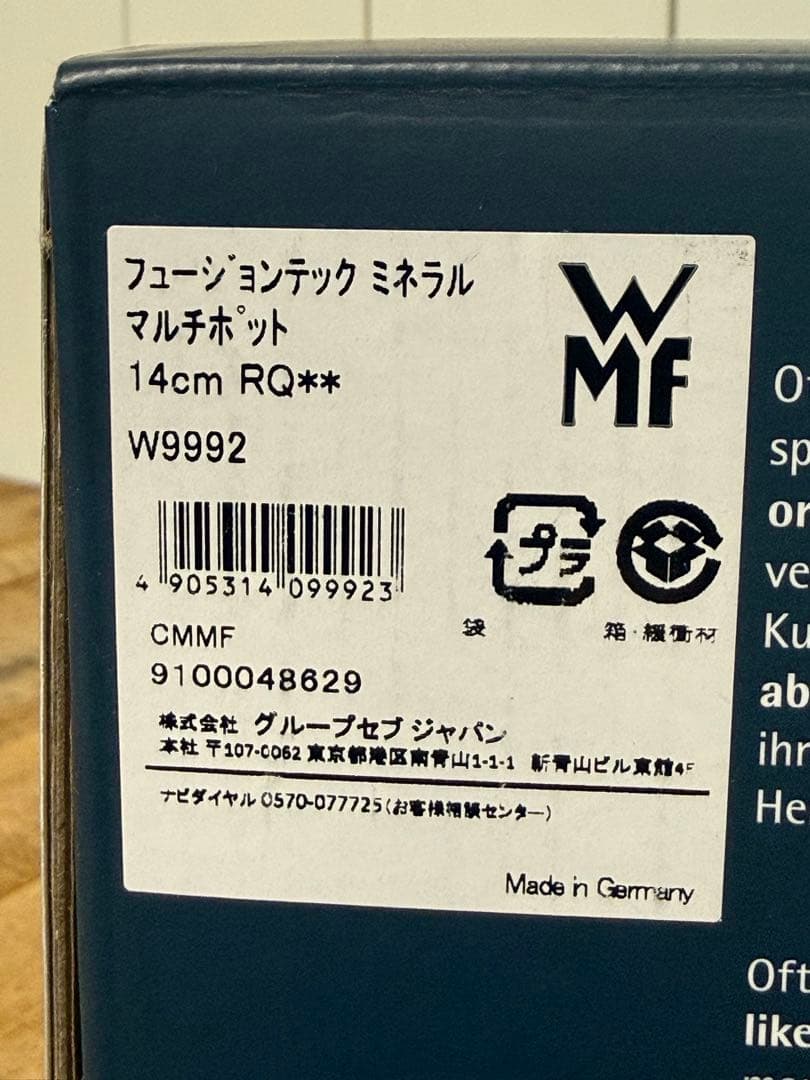 フュージョンテック ミネラル
マルチポット
14cm RQ**
W9992
WMF
4 905314 099923
プラ
袋
箱・緩衝材
CMMF
9100048629
株式会社 グループセブ ジャパン
本社 〒107-0062 東京都港区南青山1-1-1 新青山ビル東館4F
ナビダイヤル 0570-077725(お客様相談センター)
Made in Germany
sp
or
ve
Ku
ab
ihr
He
Oft
like